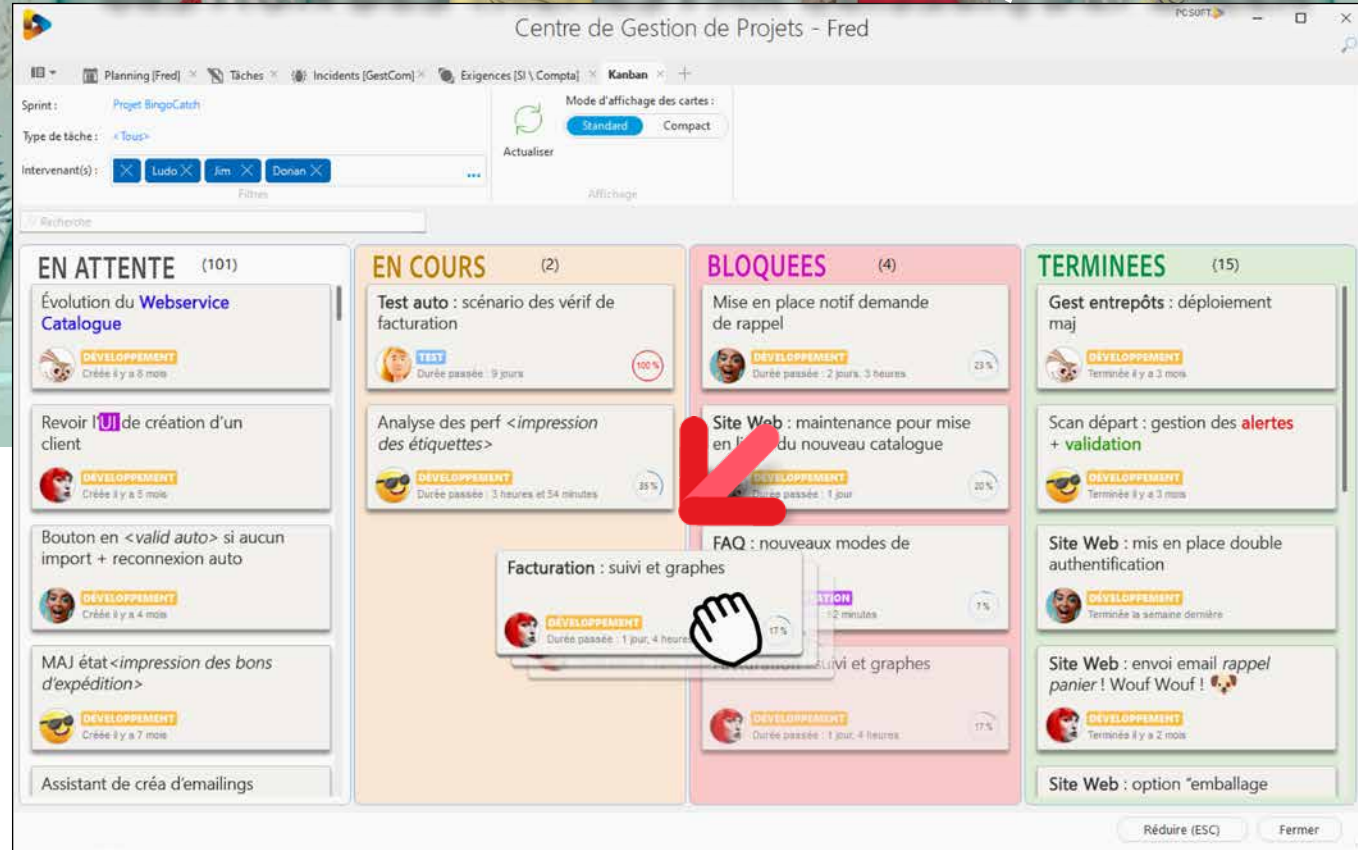 PC SOFT
Centre de Gestion de Projets - Fred
Planning [Fred] Tâches Incidents [GestCom] Exigences [SI \ Compta] Kanban
Sprint : Projet BingoCatch
Type de tâche : <Tous>
Intervenant(s) : Ludo Jim Dorian
Filtres
Actualiser
Mode d'affichage des cartes :
Standard Compact
Affichage
Recherche
EN ATTENTE (101)
Évolution du Webservice
Catalogue
DÉVELOPPEMENT
Créée il y a 8 mois
Revoir l'UI de création d'un
client
DÉVELOPPEMENT
Créée il y a 5 mois
Bouton en <valid auto> si aucun
import + reconnexion auto
DÉVELOPPEMENT
Créée il y a 4 mois
MAJ état<impression des bons
d'expédition>
DÉVELOPPEMENT
Créée il y a 7 mois
Assistant de créa d'emailings
EN COURS (2)
Test auto : scénario des vérif de
facturation
TEST
Durée passée : 9 jours
100 %
Analyse des perf <impression
des étiquettes>
DÉVELOPPEMENT
Durée passée : 3 heures et 54 minutes
35 %
Facturation : suivi et graphes
DÉVELOPPEMENT
Durée passée : 1 jour, 4 heures
17 %
BLOQUEES (4)
Mise en place notif demande
de rappel
DÉVELOPPEMENT
Durée passée : 2 jours, 3 heures
23 %
Site Web : maintenance pour mise
en du nouveau catalogue
DÉVELOPPEMENT
Durée passée : 1 jour
20 %
FAQ : nouveaux modes de
minutes
7 %
Facturation : suivi et graphes
DÉVELOPPEMENT
Durée passée : 1 jour, 4 heures
17 %
TERMINEES (15)
Gest entrepôts : déploiement
maj
DÉVELOPPEMENT
Terminée il y a 3 mois
Scan départ : gestion des alertes
+ validation
DÉVELOPPEMENT
Terminée il y a 3 mois
Site Web : mis en place double
authentification
DÉVELOPPEMENT
Terminée la semaine dernière
Site Web : envoi email rappel
panier ! Wouf Wouf !
DÉVELOPPEMENT
Terminée il y a 2 mois
Site Web : option "emballage
Réduire (ESC) Fermer